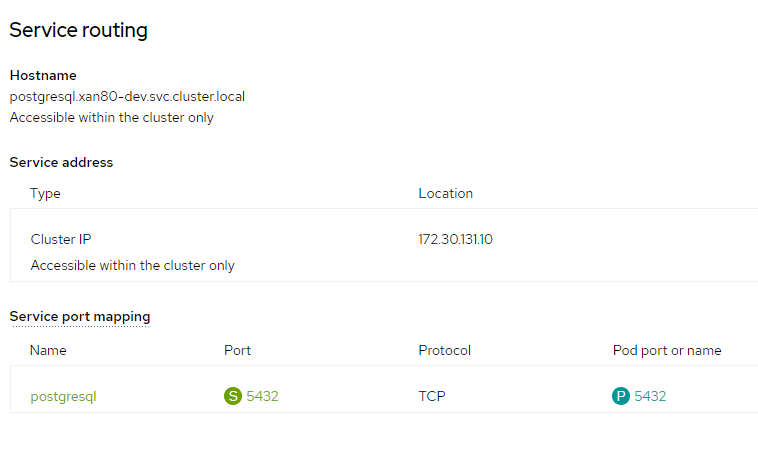 Service routing
Hostname
postgresql.xan80-dev.svc.cluster.local
Accessible within the cluster only
Service address
Type Location
Cluster IP 172.30.131.10
Accessible within the cluster only
Service port mapping
Name Port Protocol Pod port or name
postgresql S 5432 TCP P 5432